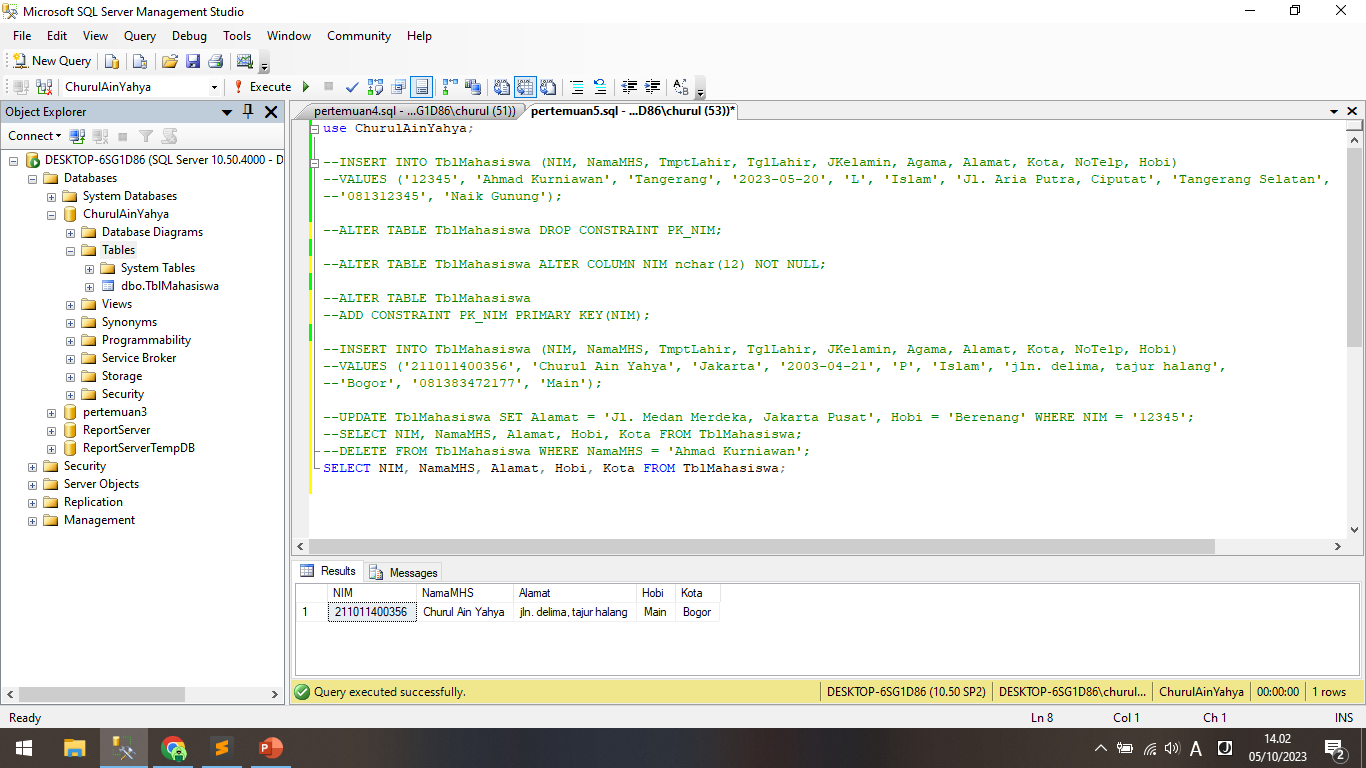 Microsoft SQL Server Management Studio
File Edit View Query Debug Tools Window Community Help
New Query
ChurulAinYahya Execute
Object Explorer
Connect
DESKTOP-6SG1D86 (SQL Server 10.50.4000 - D
Databases
System Databases
ChurulAinYahya
Database Diagrams
Tables
System Tables
dbo.TblMahasiswa
Views
Synonyms
Programmability
Service Broker
Storage
Security
pertemuan3
ReportServer
ReportServerTempDB
Security
Server Objects
Replication
Management
pertemuan4.sql - ...G1D86\churul (51)) pertemuan5.sql - ...D86\churul (53))*
use ChurulAinYahya;
--INSERT INTO TblMahasiswa (NIM, NamaMHS, TmptLahir, TglLahir, JKelamin, Agama, Alamat, Kota, NoTelp, Hobi)
--VALUES ('12345', 'Ahmad Kurniawan', 'Tangerang', '2023-05-20', 'L', 'Islam', 'Jl. Aria Putra, Ciputat', 'Tangerang Selatan',
--'081312345', 'Naik Gunung');
--ALTER TABLE TblMahasiswa DROP CONSTRAINT PK_NIM;
--ALTER TABLE TblMahasiswa ALTER COLUMN NIM nchar(12) NOT NULL;
--ALTER TABLE TblMahasiswa
--ADD CONSTRAINT PK_NIM PRIMARY KEY(NIM);
--INSERT INTO TblMahasiswa (NIM, NamaMHS, TmptLahir, TglLahir, JKelamin, Agama, Alamat, Kota, NoTelp, Hobi)
--VALUES ('211011400356', 'Churul Ain Yahya', 'Jakarta', '2003-04-21', 'P', 'Islam', 'jln. delima, tajur halang',
--'Bogor', '081383472177', 'Main');
--UPDATE TblMahasiswa SET Alamat = 'Jl. Medan Merdeka, Jakarta Pusat', Hobi = 'Berenang' WHERE NIM = '12345';
--SELECT NIM, NamaMHS, Alamat, Hobi, Kota FROM TblMahasiswa;
--DELETE FROM TblMahasiswa WHERE NamaMHS = 'Ahmad Kurniawan';
SELECT NIM, NamaMHS, Alamat, Hobi, Kota FROM TblMahasiswa;
Results Messages
NIM NamaMHS Alamat Hobi Kota
1 211011400356 Churul Ain Yahya jln. delima, tajur halang Main Bogor
Query executed successfully. DESKTOP-6SG1D86 (10.50 SP2) DESKTOP-6SG1D86\churul... ChurulAinYahya 00:00:00 1 rows
Ready Ln 8 Col 1 Ch 1 INS
A 14.02
05/10/2023 2